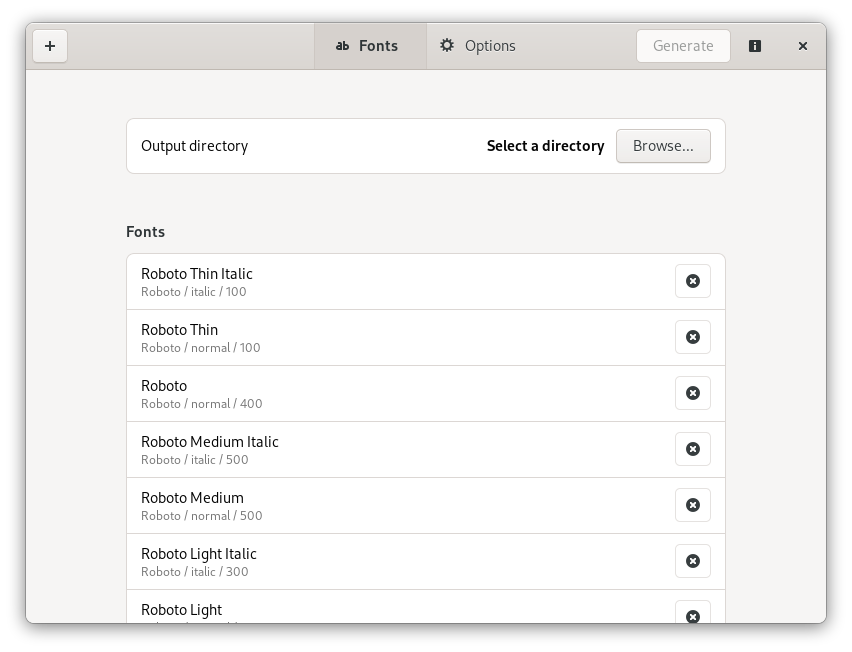 ab Fonts Options Generate
Output directory Select a directory Browse...
Fonts
Roboto Thin Italic
Roboto / italic / 100
Roboto Thin
Roboto / normal / 100
Roboto
Roboto / normal / 400
Roboto Medium Italic
Roboto / italic / 500
Roboto Medium
Roboto / normal / 500
Roboto Light Italic
Roboto / italic / 300
Roboto Light